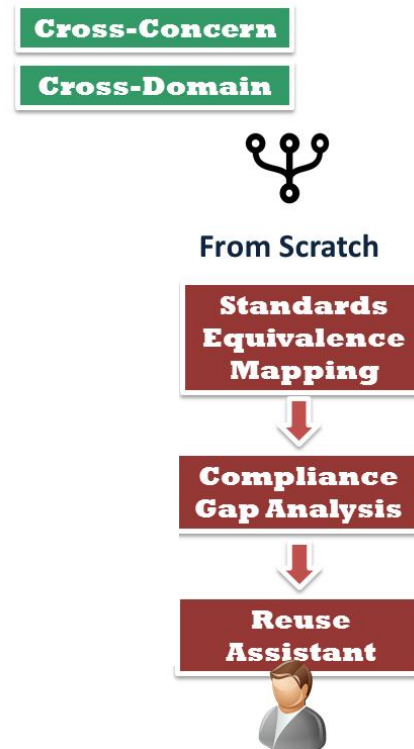 Cross-Concern
Cross-Domain
From Scratch
Standards
Equivalence
Mapping
Compliance
Gap Analysis
Reuse
Assistant